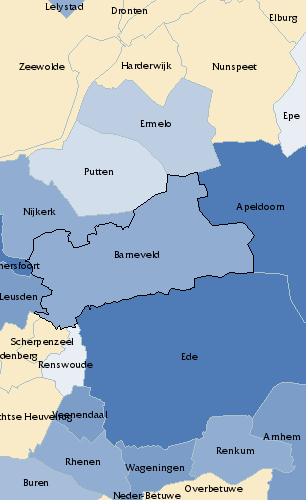 Lelystad
Dronten
Elburg
Zeewolde
Harderwijk
Nunspeet
Epe
Ermelo
Putten
Nijkerk
Apeldoorn
Barneveld
nersfoort
Leusden
Scherpenzeel
denberg
Renswoude
Ede
chtse Heuvelrug
Veenendaal
Arnhem
Renkum
Rhenen
Wageningen
Buren
Overbetuwe
Neder-Betuwe